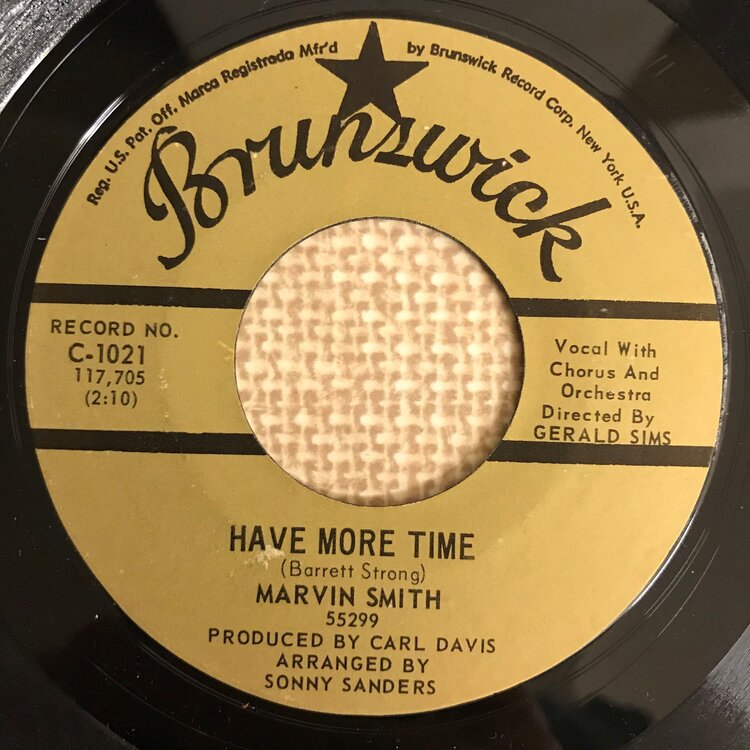 Reg. U.S. Pat. Off. Marca Registrada Mfr'd by Brunswick Record Corp. New York U.S.A.
Brunswick
RECORD NO.
C-1021
117,705
(2:10)
Vocal With
Chorus And
Orchestra
Directed By
GERALD SIMS
HAVE MORE TIME
(Barrett Strong)
MARVIN SMITH
55299
PRODUCED BY CARL DAVIS
ARRANGED BY
SONNY SANDERS